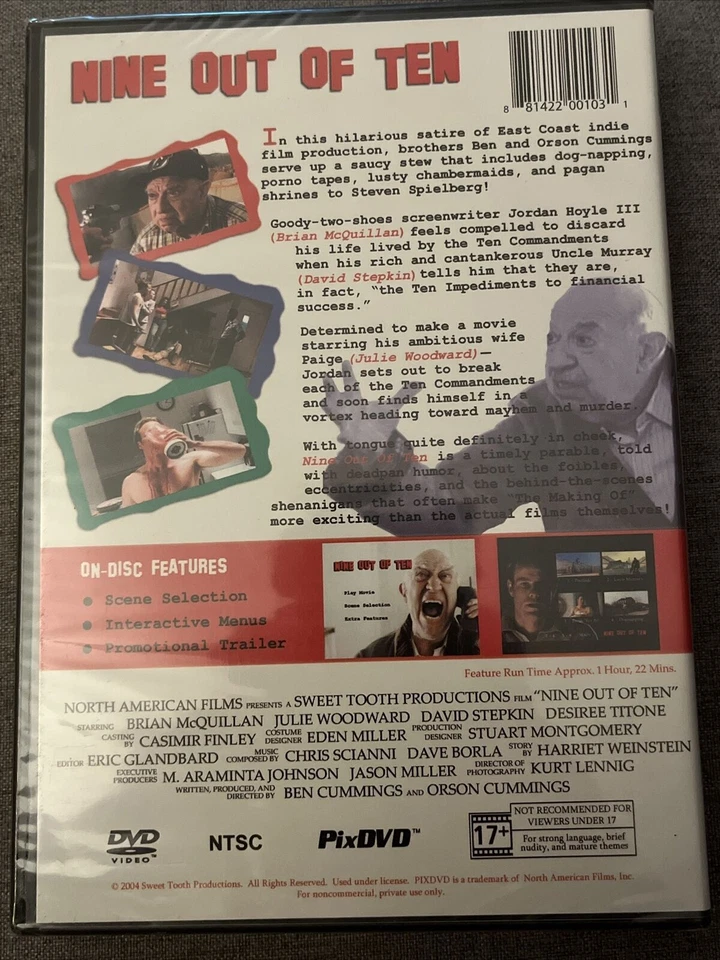 NINE OUT OF TEN
8 81422 00103 1
In this hilarious satire of East Coast indie
film production, brothers Ben and Orson Cummings
serve up a saucy stew that includes dog-napping,
porno tapes, lusty chambermaids, and pagan
shrines to Steven Spielberg!
Goody-two-shoes screenwriter Jordan Hoyle III
(Brian McQuillan) feels compelled to discard
his life lived by the Ten Commandments
when his rich and cantankerous Uncle Murray
(David Stepkin) tells him that they are,
in fact, "the Ten Impediments to financial
success."
Determined to make a movie
starring his ambitious wife
Paige (Julie Woodward)—
Jordan sets out to break
each of the Ten Commandments
and soon finds himself in a
vortex heading toward mayhem and murder.
With tongue quite definitely in cheek,
Nine Out Of Ten is a timely parable, told
with deadpan humor, about the foibles,
eccentricities, and the behind-the-scenes
shenanigans that often make "The Making Of"
more exciting than the actual films themselves!
ON-DISC FEATURES
• Scene Selection
• Interactive Menus
• Promotional Trailer
NINE OUT OF TEN
Play Movie
Scene Selection
Extra Features
NINE OUT OF TEN
Feature Run Time Approx. 1 Hour, 22 Mins.
NORTH AMERICAN FILMS PRESENTS A SWEET TOOTH PRODUCTIONS FILM "NINE OUT OF TEN"
STARRING BRIAN McQUILLAN JULIE WOODWARD DAVID STEPKIN DESIREE TITONE
CASTING BY CASIMIR FINLEY COSTUME DESIGNER EDEN MILLER PRODUCTION DESIGNER STUART MONTGOMERY
EDITOR ERIC GLANDBARD MUSIC COMPOSED BY CHRIS SCIANNI DAVE BORLA STORY BY HARRIET WEINSTEIN
EXECUTIVE PRODUCERS M. ARAMINTA JOHNSON JASON MILLER DIRECTOR OF PHOTOGRAPHY KURT LENNIG
WRITTEN, PRODUCED, AND DIRECTED BY BEN CUMMINGS AND ORSON CUMMINGS
DVD VIDEO™
NTSC
PixDVD™
17+
NOT RECOMMENDED FOR
VIEWERS UNDER 17
For strong language, brief
nudity, and mature themes
© 2004 Sweet Tooth Productions. All Rights Reserved. Used under license. PIXDVD is a trademark of North American Films, Inc.
For noncommercial, private use only.